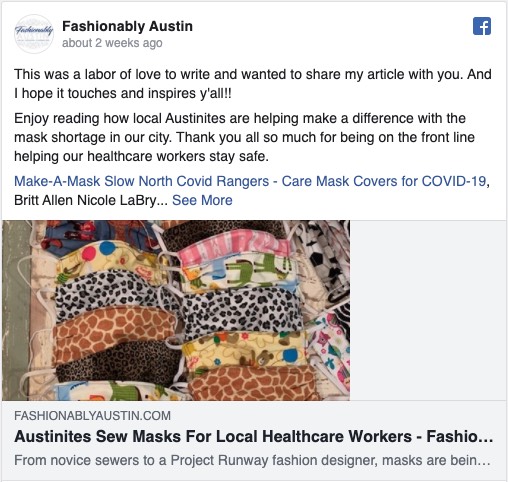 Fashionably
Fashionably Austin
about 2 weeks ago
This was a labor of love to write and wanted to share my article with you. And
I hope it touches and inspires y'all!!
Enjoy reading how local Austinites are helping make a difference with the
mask shortage in our city. Thank you all so much for being on the front line
helping our healthcare workers stay safe.
Make-A-Mask Slow North Covid Rangers - Care Mask Covers for COVID-19,
Britt Allen Nicole LaBry... See More
FASHIONABLYAUSTIN.COM
Austinites Sew Masks For Local Healthcare Workers - Fashio...
From novice sewers to a Project Runway fashion designer, masks are bein...